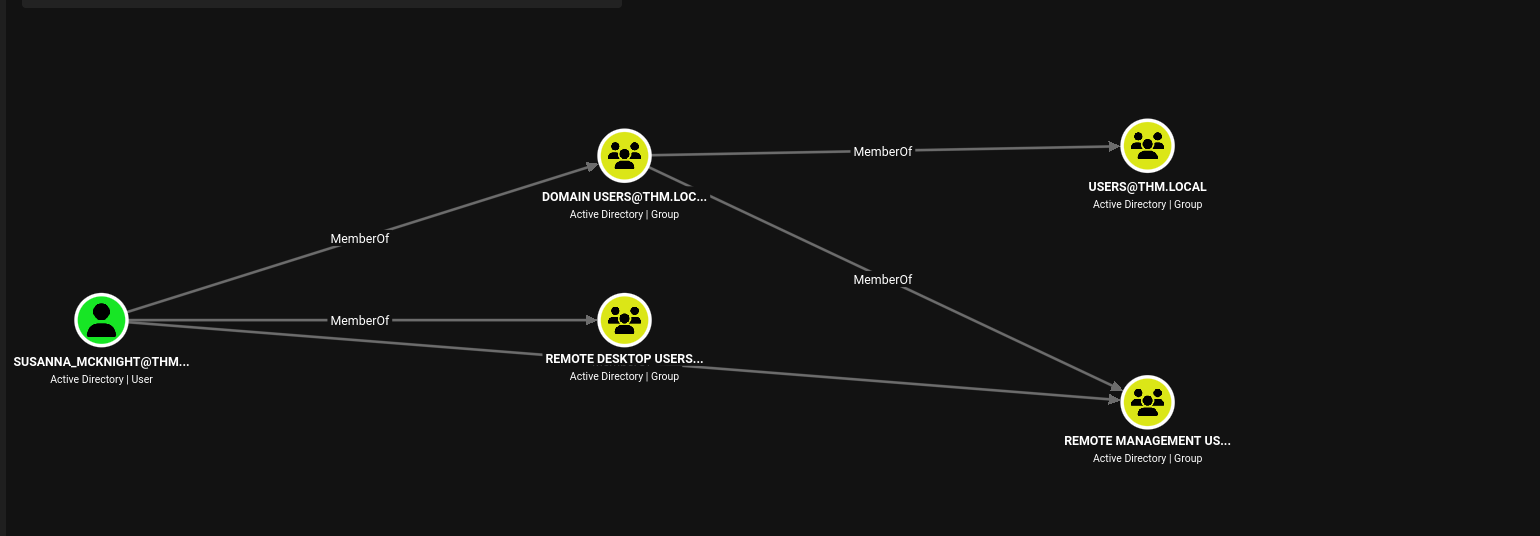 MemberOf
DOMAIN USERS@THM.LOC...
Active Directory | Group
USERS@THM.LOCAL
Active Directory | Group
MemberOf
MemberOf
SUSANNA_MCKNIGHT@THM...
Active Directory | User
MemberOf
REMOTE DESKTOP USERS...
Active Directory | Group
REMOTE MANAGEMENT US...
Active Directory | Group